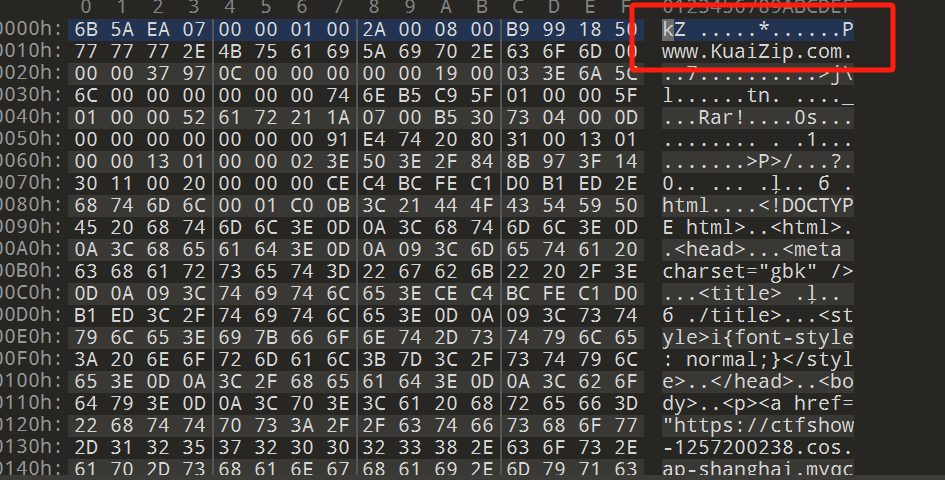 0 1 2 3 4 5 6 7 8 9 A B C D E F 0123456789ABCDEF
0000h: 6B 5A EA 07 00 00 01 00 2A 00 08 00 B9 99 18 50 kZ .....*......P
0010h: 77 77 77 2E 4B 75 61 69 5A 69 70 2E 63 6F 6D 00 www.KuaiZip.com.
0020h: 00 00 37 97 0C 00 00 00 00 00 19 00 03 3E 6A 5C ..7..........>j\
0030h: 6C 00 00 00 00 00 74 6E B5 C9 5F 01 00 00 00 5F l......tn. ...._
0040h: 01 00 00 52 61 72 21 1A 07 00 B5 30 73 04 00 0D ...Rar!....0s...
0050h: 00 00 00 00 00 00 91 E4 74 20 80 31 00 13 01 ......... .1...
0060h: 00 00 13 01 00 00 02 3E 50 3E 2F 84 8B 97 3F 14 .......>P>/...?.
0070h: 30 11 00 20 00 00 00 CE C4 BC FE C1 D0 B1 ED 2E 0...... .].. 6 .
0080h: 68 74 6D 6C 00 01 C0 0B 3C 21 44 4F 43 54 59 50 html....<!DOCTYP
0090h: 45 20 68 74 6D 6C 3E 0D 0A 3C 68 74 6D 6C 3E 0D E html>..<html>.
00A0h: 0A 3C 68 65 61 64 3E 0D 0A 09 3C 6D 65 74 61 20 .<head>...<meta
00B0h: 63 68 61 72 73 65 74 3D 22 67 62 6B 22 20 2F 3E charset="gbk" />
00C0h: 0D 0A 09 3C 74 69 74 6C 65 3E CE C4 BC FE C1 D0 ...<title> .]..
00D0h: B1 ED 3C 2F 74 69 74 6C 65 3E 0D 0A 09 3C 73 74 6 ./title>...<st
00E0h: 79 6C 65 3E 69 7B 66 6F 6E 74 2D 73 74 79 6C 65 yle>i{font-style
00F0h: 3A 20 6E 6F 72 6D 61 6C 3B 7D 3C 2F 73 74 79 6C : normal;}</styl
0100h: 65 3E 0D 0A 3C 2F 68 65 61 64 3E 0D 0A 3C 62 6F e>..</head>..<bo
0110h: 64 79 3E 0D 0A 3C 70 3E 3C 61 20 68 72 65 66 3D dy>..<p><a href=
0120h: 22 68 74 74 70 73 3A 2F 2F 63 74 66 73 68 6F 77 "https://ctfshow
0130h: 2D 31 32 35 37 32 30 30 32 33 38 2E 63 6F 73 2E -1257200238.cos.
0140h: 61 70 2D 73 68 61 6E 67 68 61 69 2E 6D 79 71 63 ap-shanghai.myqc